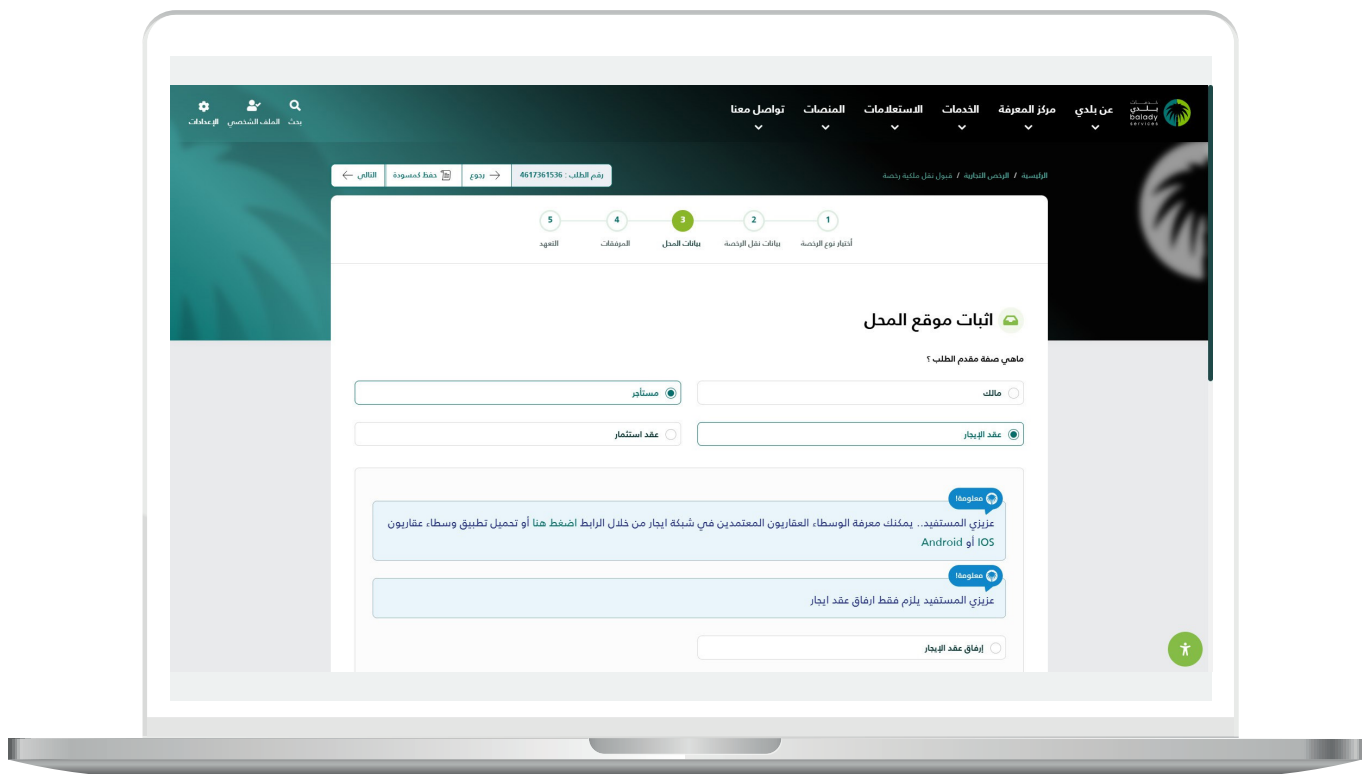 خدمات
بلدي
balady
services
عن بلدي
مركز المعرفة
الخدمات
الاستعلامات
المنصات
تواصل معنا
بحث
الملف الشخصي
الإعدادات
الرئيسية / الرخص التجارية / قبول نقل ملكية رخصة
رقم الطلب : 4617361536
رجوع
حفظ كمسودة
التالي
1 2 3 4 5
أختيار نوع الرخصة
بيانات نقل الرخصة
بيانات المحل
المرفقات
التعهد
اثبات موقع المحل
ماهي صفة مقدم الطلب ؟
مالك
مستأجر
عقد الإيجار
عقد استثمار
معلومة!
عزيزي المستفيد.. يمكنك معرفة الوسطاء العقاريون المعتمدين في شبكة ايجار من خلال الرابط اضغط هنا أو تحميل تطبيق وسطاء عقاريون
IOS أو Android
معلومة!
عزيزي المستفيد يلزم فقط ارفاق عقد ايجار
إرفاق عقد الإيجار